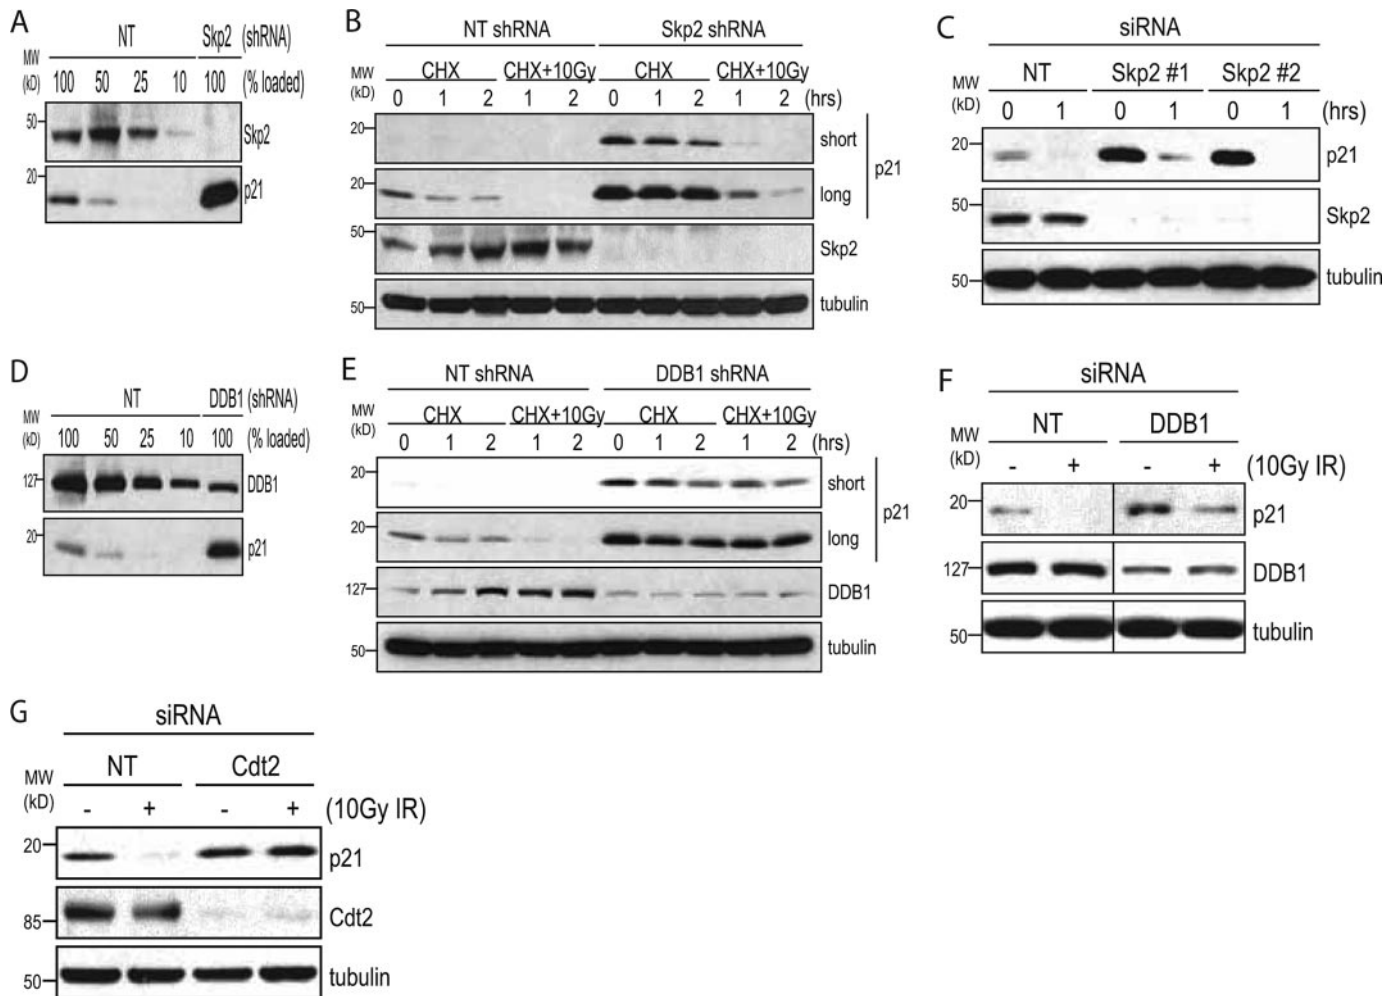 A
NT Skp2 (shRNA)
MW
(kD) 100 50 25 10 100 (% loaded)
50 Skp2
20 p21
B
NT shRNA Skp2 shRNA
CHX CHX+10Gy CHX CHX+10Gy
MW
(kD) 0 1 2 1 2 0 1 2 1 2 (hrs)
20 short
p21
long
20
50 Skp2
50 tubulin
C
siRNA
NT Skp2 #1 Skp2 #2
MW
(kD) 0 1 0 1 0 1 (hrs)
20 p21
50 Skp2
50 tubulin
D
NT DDB1 (shRNA)
MW
(kD) 100 50 25 10 100 (% loaded)
127 DDB1
20 p21
E
NT shRNA DDB1 shRNA
CHX CHX+10Gy CHX CHX+10Gy
MW
(kD) 0 1 2 1 2 0 1 2 1 2 (hrs)
20 short
p21
20 long
127 DDB1
50 tubulin
F
siRNA
NT DDB1
MW
(kD) - + - + (10Gy IR)
20 p21
127 DDB1
50 tubulin
G
siRNA
NT Cdt2
MW
(kD) - + - + (10Gy IR)
20 p21
85 Cdt2
50 tubulin